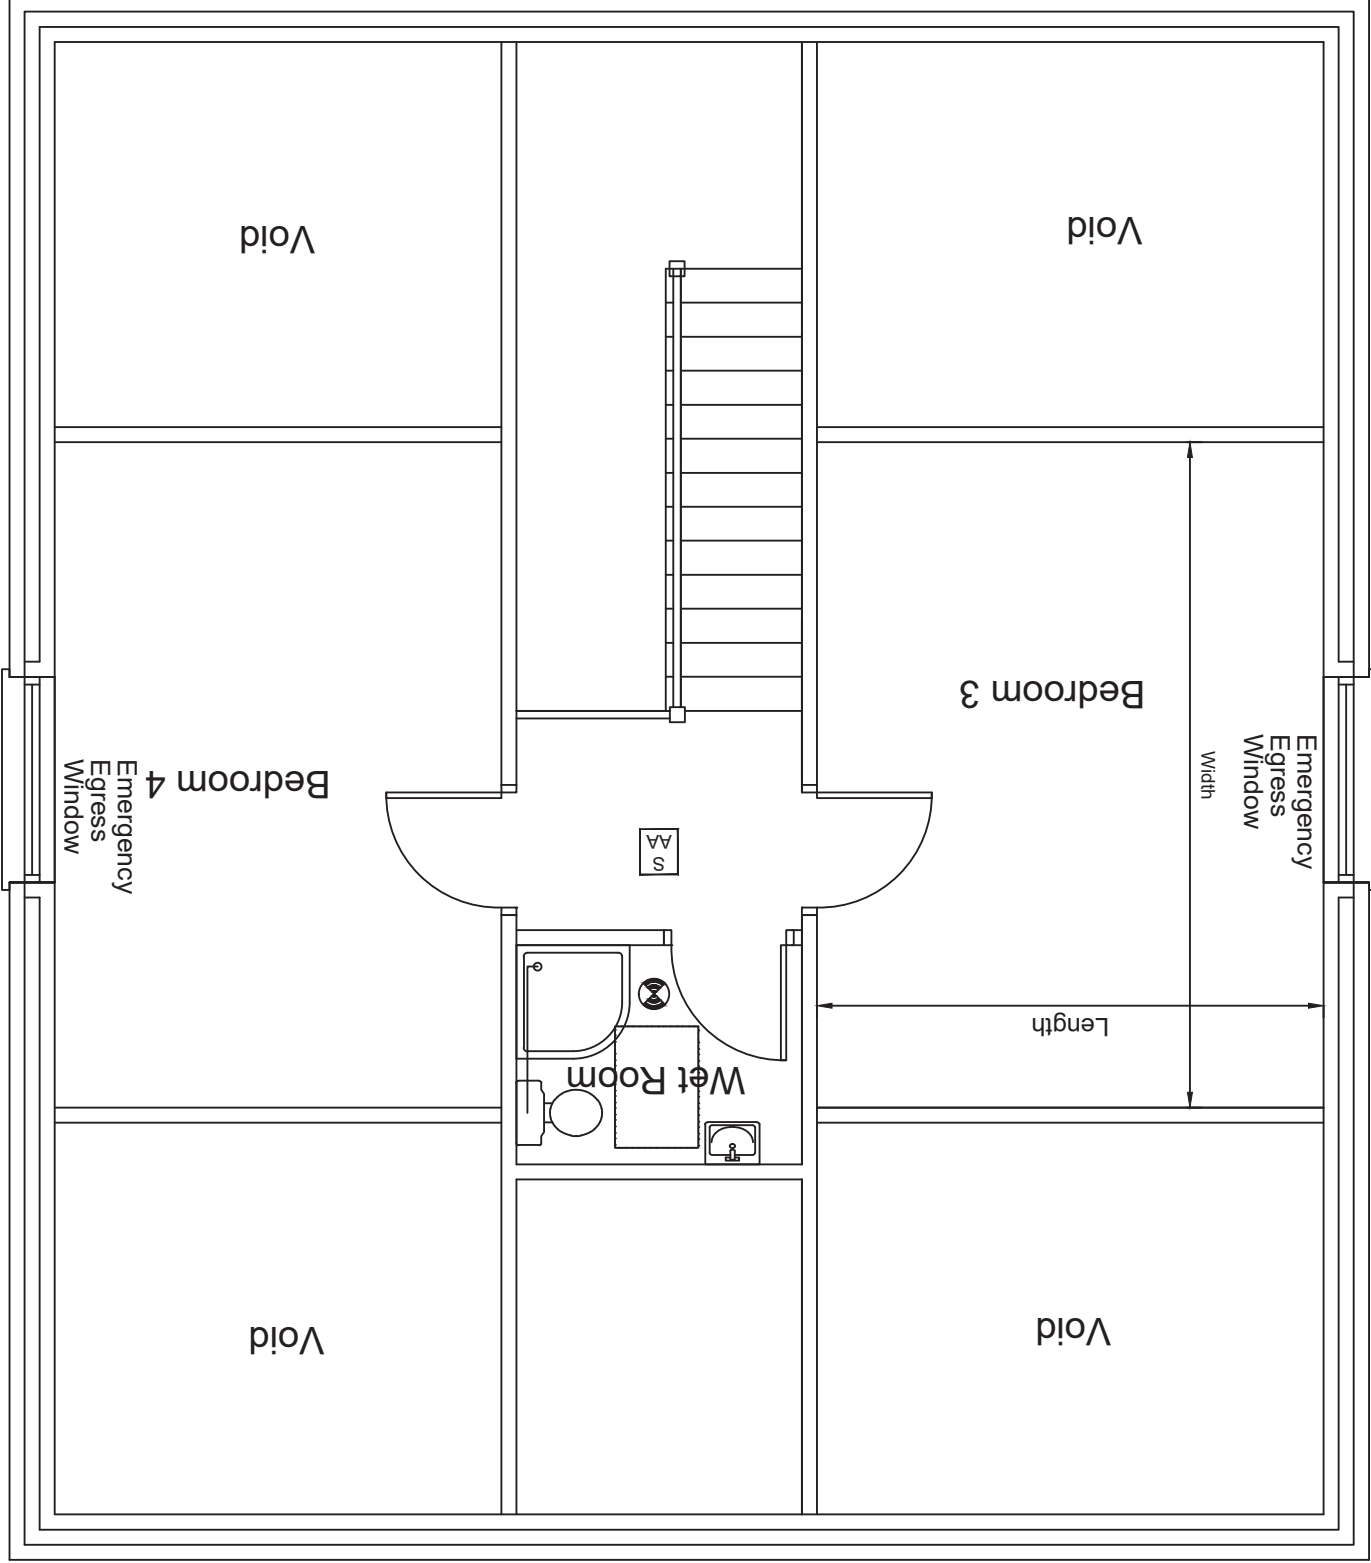 Void
Void
Wet Room
Length
Emergency
Egress
Window
Width
Bedroom 3
S
AA
Bedroom 4
Emergency
Egress
Window
Void
Void